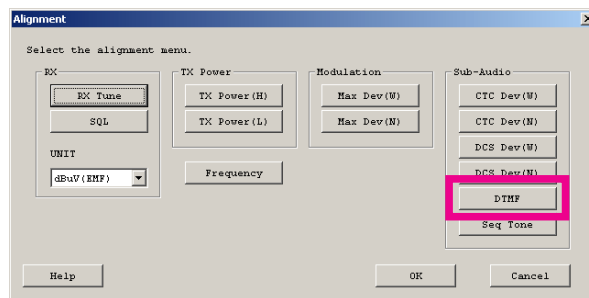 Alignment
Select the alignment menu.
RX
RX Tune
SQL
UNIT
dBuV(EMF)
TX Power
TX Power(H)
TX Power(L)
Frequency
Modulation
Max Dev(W)
Max Dev(N)
Sub-Audio
CTC Dev(W)
CTC Dev(N)
DCS Dev(W)
DCS Dev(N)
DTMF
Seq Tone
Help
OK
Cancel